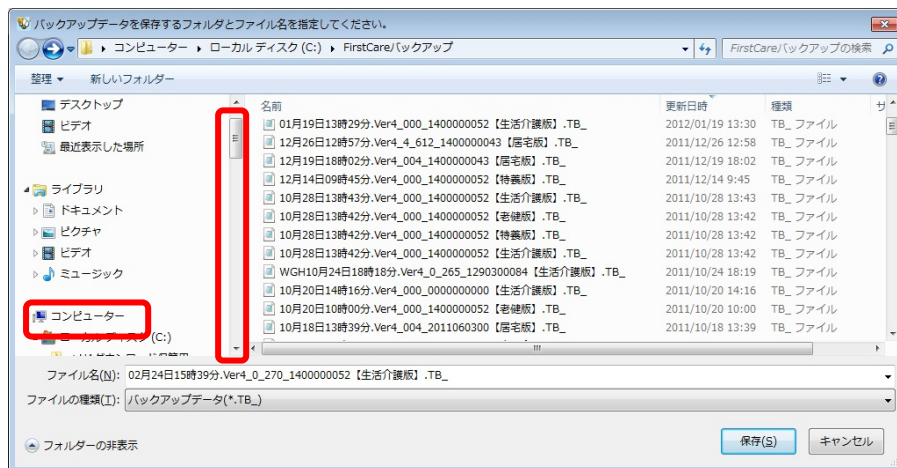 バックアップデータを保存するフォルダとファイル名を指定してください。
コンピューター ローカル ディスク (C:) FirstCareバックアップ
FirstCareバックアップの検索
整理 新しいフォルダー
デスクトップ
ビデオ
最近表示した場所
ライブラリ
ドキュメント
ピクチャ
ビデオ
ミュージック
コンピューター
ローカル ディスク (C:)
名前 更新日時 種類 サ
01月19日13時29分.Ver4_000_1400000052【生活介護版】.TB_ 2012/01/19 13:30 TB_ ファイル
12月26日12時57分.Ver4_4_612_1400000043【居宅版】.TB_ 2011/12/26 12:58 TB_ ファイル
12月19日18時02分.Ver4_004_1400000043【居宅版】.TB_ 2011/12/19 18:02 TB_ ファイル
12月14日09時45分.Ver4_000_1400000052【特養版】.TB_ 2011/12/14 9:45 TB_ ファイル
10月28日13時43分.Ver4_000_1400000052【生活介護版】.TB_ 2011/10/28 13:43 TB_ ファイル
10月28日13時42分.Ver4_000_1400000052【老健版】.TB_ 2011/10/28 13:42 TB_ ファイル
10月28日13時42分.Ver4_000_1400000052【特養版】.TB_ 2011/10/28 13:42 TB_ ファイル
10月28日13時42分.Ver4_000_1400000052【生活介護版】.TB_ 2011/10/28 13:42 TB_ ファイル
WGH10月24日18時18分.Ver4_0_265_1290300084【生活介護版】.TB_ 2011/10/24 18:19 TB_ ファイル
10月20日14時16分.Ver4_000_0000000000【生活介護版】.TB_ 2011/10/20 14:16 TB_ ファイル
10月20日10時00分.Ver4_000_1400000052【老健版】.TB_ 2011/10/20 10:00 TB_ ファイル
10月18日13時39分.Ver4_004_2011060300【居宅版】.TB_ 2011/10/18 13:39 TB_ ファイル
ファイル名(N): 02月24日15時39分.Ver4_0_270_1400000052【生活介護版】.TB_
ファイルの種類(T): バックアップデータ(*.TB_)
フォルダーの非表示
保存(S) キャンセル